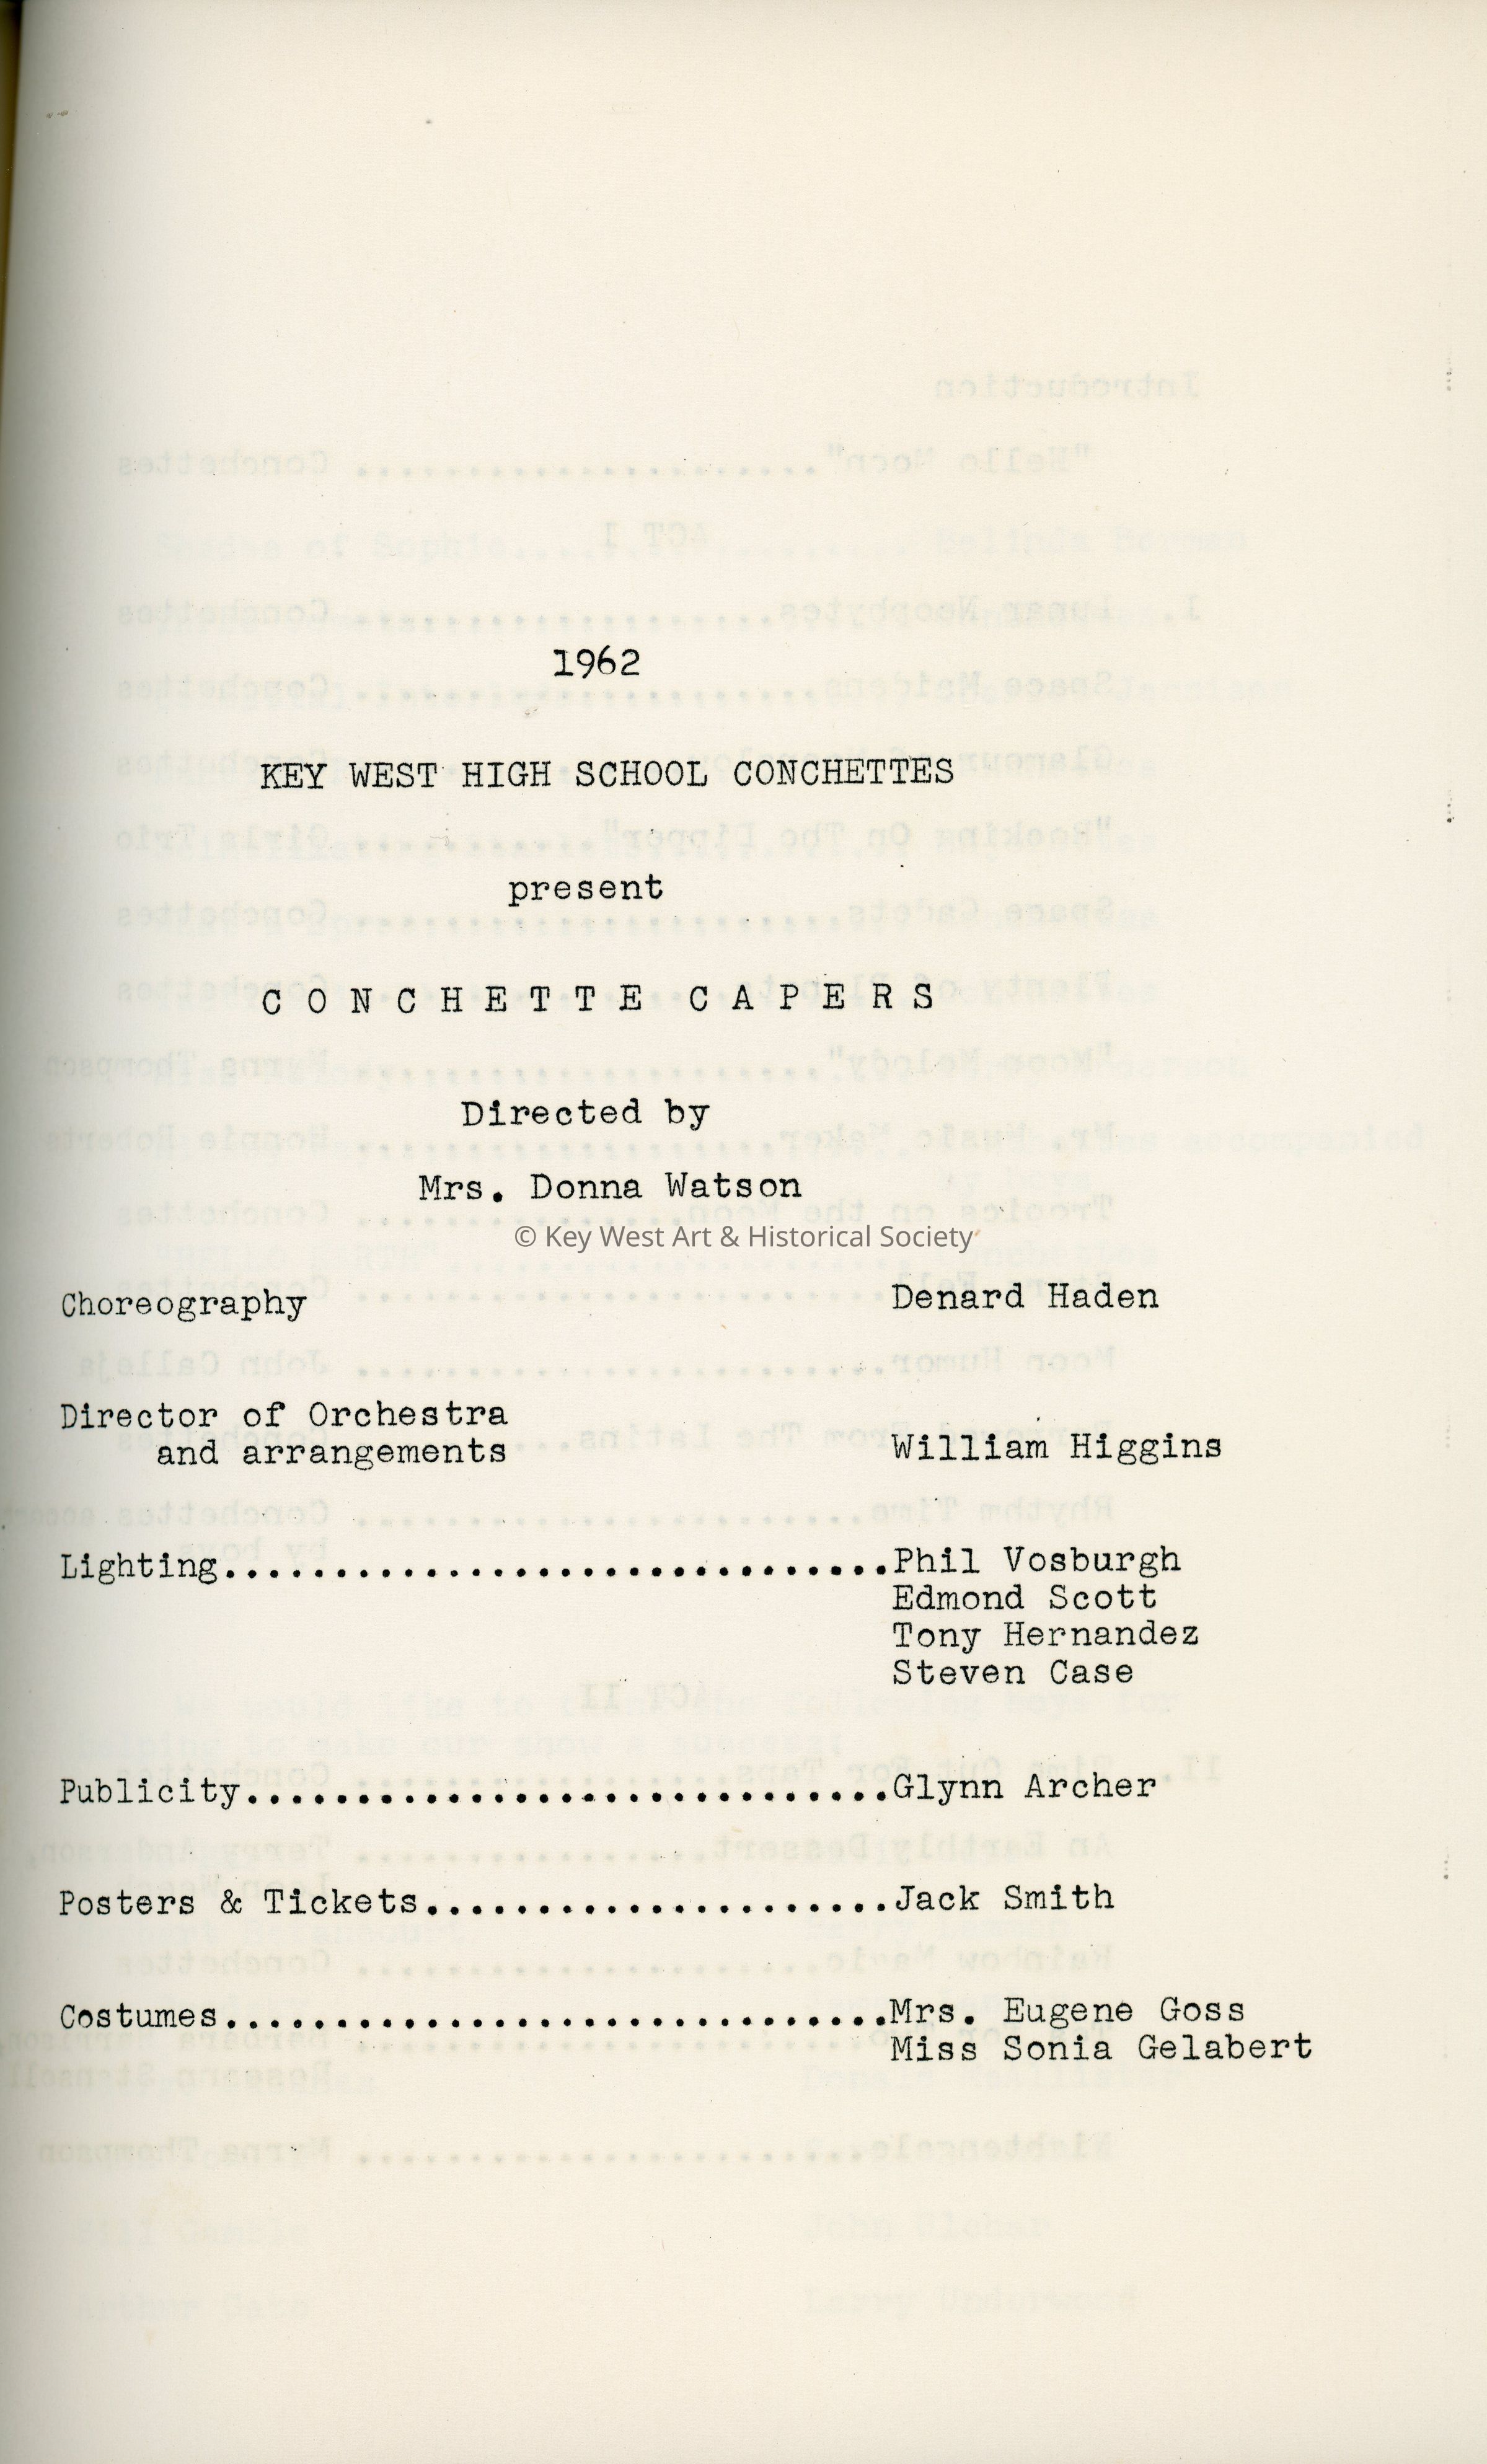 1962
KEY WEST HIGH SCHOOL CONCHETTES
present
C O N C H E T T E C A P E R S
Directed by
Mrs. Donna Watson
© Key West Art & Historical Society
Choreography Denard Haden
Director of Orchestra
and arrangements William Higgins
Lighting..............................Phil Vosburgh
Edmond Scott
Tony Hernandez
Steven Case
Publicity.............................Glynn Archer
Posters & Tickets.....................Jack Smith
Costumes..............................Mrs. Eugene Goss
Miss Sonia Gelabert